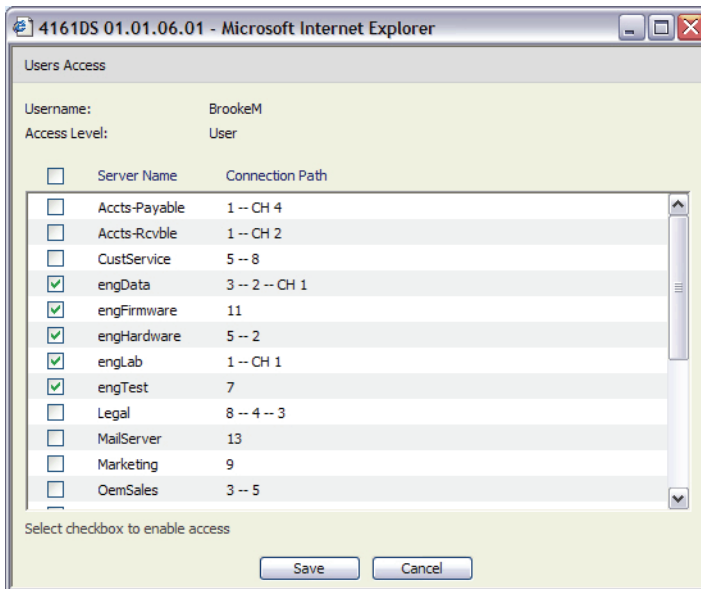 4161DS 01.01.06.01 - Microsoft Internet Explorer
Users Access
Username: BrookeM
Access Level: User
Server Name Connection Path
Accts-Payable 1 -- CH 4
Accts-Rcvble 1 -- CH 2
CustService 5 -- 8
engData 3 -- 2 -- CH 1
engFirmware 11
engHardware 5 -- 2
engLab 1 -- CH 1
engTest 7
Legal 8 -- 4 -- 3
MailServer 13
Marketing 9
OemSales 3 -- 5
Select checkbox to enable access
Save Cancel